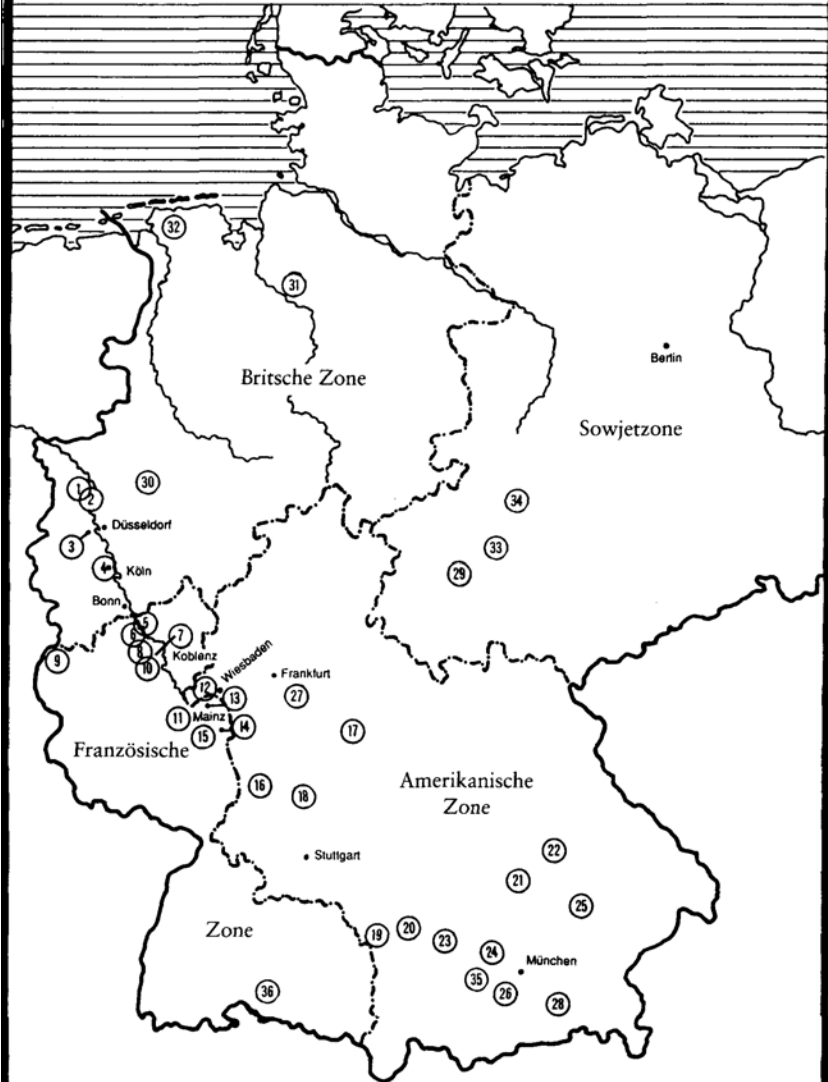 32
31
Britsche Zone
Berlin
Sowjetzone
1
2
30
34
Düsseldorf
3
33
4
Köln
29
Bonn
5
6
7
8
Koblenz
9
10
Wiesbaden
Frankfurt
12
27
13
11
Mainz
14
15
17
Französische
16
18
Amerikanische
Zone
22
Stuttgart
21
25
Zone
19
20
23
24
München
35
26
28
36